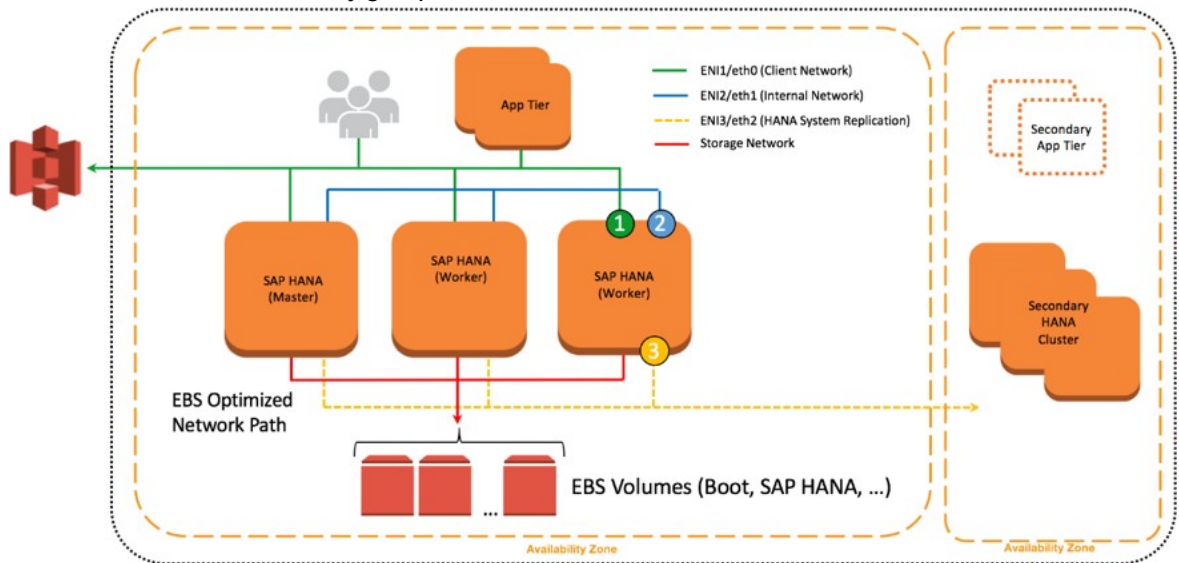 App Tier
ENI1/eth0 (Client Network)
ENI2/eth1 (Internal Network)
ENI3/eth2 (HANA System Replication)
Storage Network
Secondary
App Tier
1
2
SAP HANA
(Master)
SAP HANA
(Worker)
SAP HANA
(Worker)
3
Secondary
HANA
Cluster
EBS Optimized
Network Path
...
EBS Volumes (Boot, SAP HANA, ...)
Availability Zone
Availability Zone